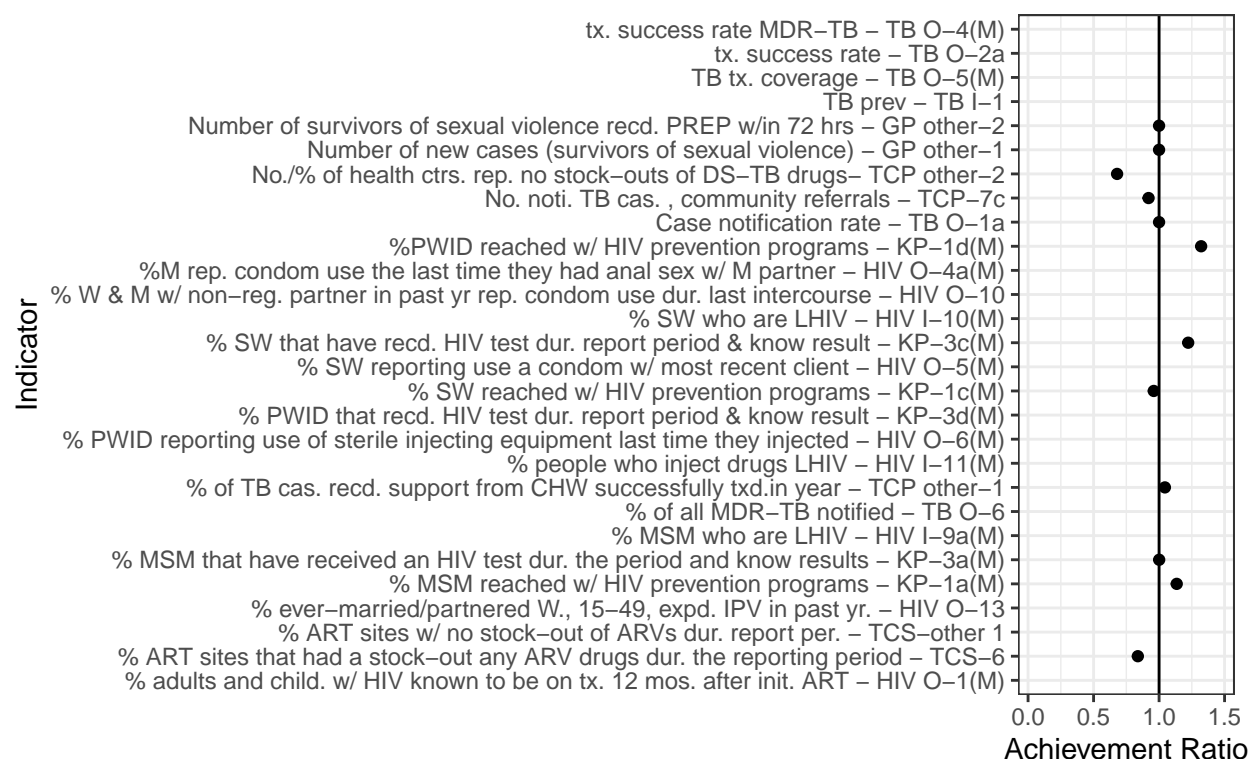 tx. success rate MDR−TB − TB O−4(M)
tx. success rate − TB O−2a
TB tx. coverage − TB O−5(M)
TB prev − TB I−1
Number of survivors of sexual violence recd. PREP w/in 72 hrs − GP other−2
Number of new cases (survivors of sexual violence) − GP other−1
No./% of health ctrs. rep. no stock−outs of DS−TB drugs− TCP other−2
No. noti. TB cas. , community referrals − TCP−7c
Case notification rate − TB O−1a
%PWID reached w/ HIV prevention programs − KP−1d(M)
%M rep. condom use the last time they had anal sex w/ M partner − HIV O−4a(M)
% W & M w/ non−reg. partner in past yr rep. condom use dur. last intercourse − HIV O−10
% SW who are LHIV − HIV I−10(M)
% SW that have recd. HIV test dur. report period & know result − KP−3c(M)
% SW reporting use a condom w/ most recent client − HIV O−5(M)
% SW reached w/ HIV prevention programs − KP−1c(M)
% PWID that recd. HIV test dur. report period & know result − KP−3d(M)
% PWID reporting use of sterile injecting equipment last time they injected − HIV O−6(M)
% people who inject drugs LHIV − HIV I−11(M)
% of TB cas. recd. support from CHW successfully txd.in year − TCP other−1
% of all MDR−TB notified − TB O−6
% MSM who are LHIV − HIV I−9a(M)
% MSM that have received an HIV test dur. the period and know results − KP−3a(M)
% MSM reached w/ HIV prevention programs − KP−1a(M)
% ever−married/partnered W., 15−49, expd. IPV in past yr. − HIV O−13
% ART sites w/ no stock−out of ARVs dur. report per. − TCS−other 1
% ART sites that had a stock−out any ARV drugs dur. the reporting period − TCS−6
% adults and child. w/ HIV known to be on tx. 12 mos. after init. ART − HIV O−1(M)
Indicator
0.0 0.5 1.0 1.5
Achievement Ratio